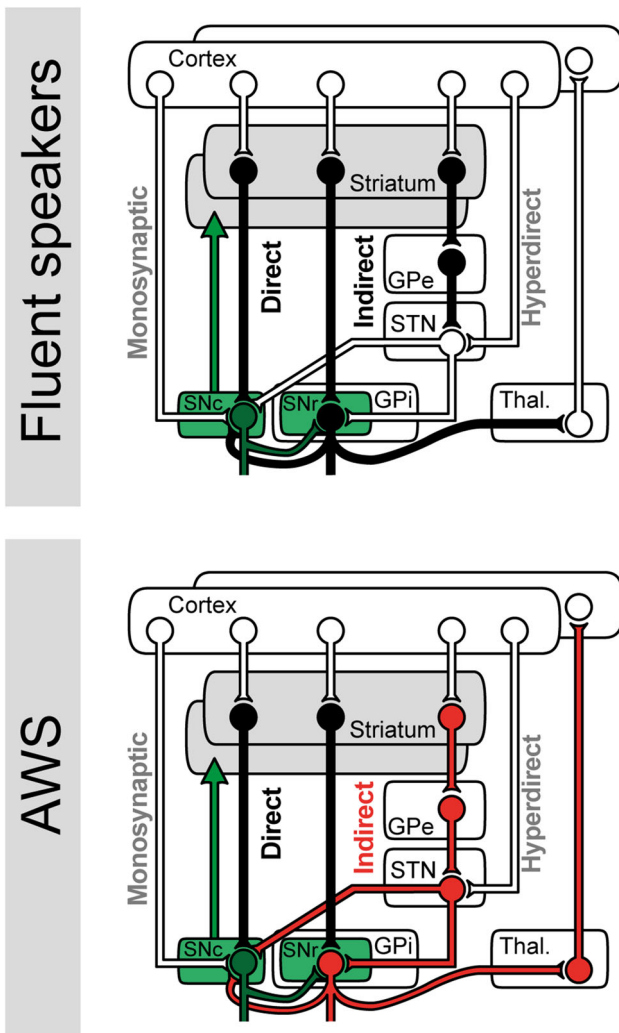 Fluent speakers
Cortex
Striatum
Monosynaptic
Direct
Indirect
Hyperdirect
GPe
STN
SNc
SNr
GPi
Thal.
AWS
Cortex
Striatum
Monosynaptic
Direct
Indirect
Hyperdirect
GPe
STN
SNc
SNr
GPi
Thal.